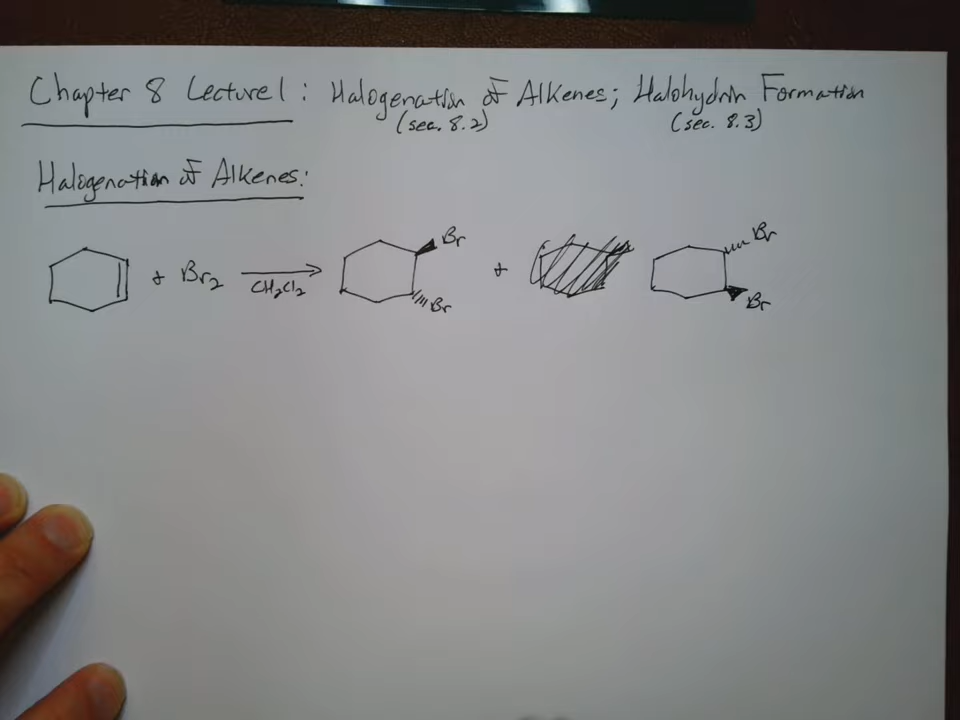 Chapter 8 Lecture 1: Halogenation of Alkenes; Halohydrin Formation
(sec. 8.2) (sec. 8.3)
Halogenation of Alkenes:
+ Br2 CH2Cl2 Br Br + Br Br